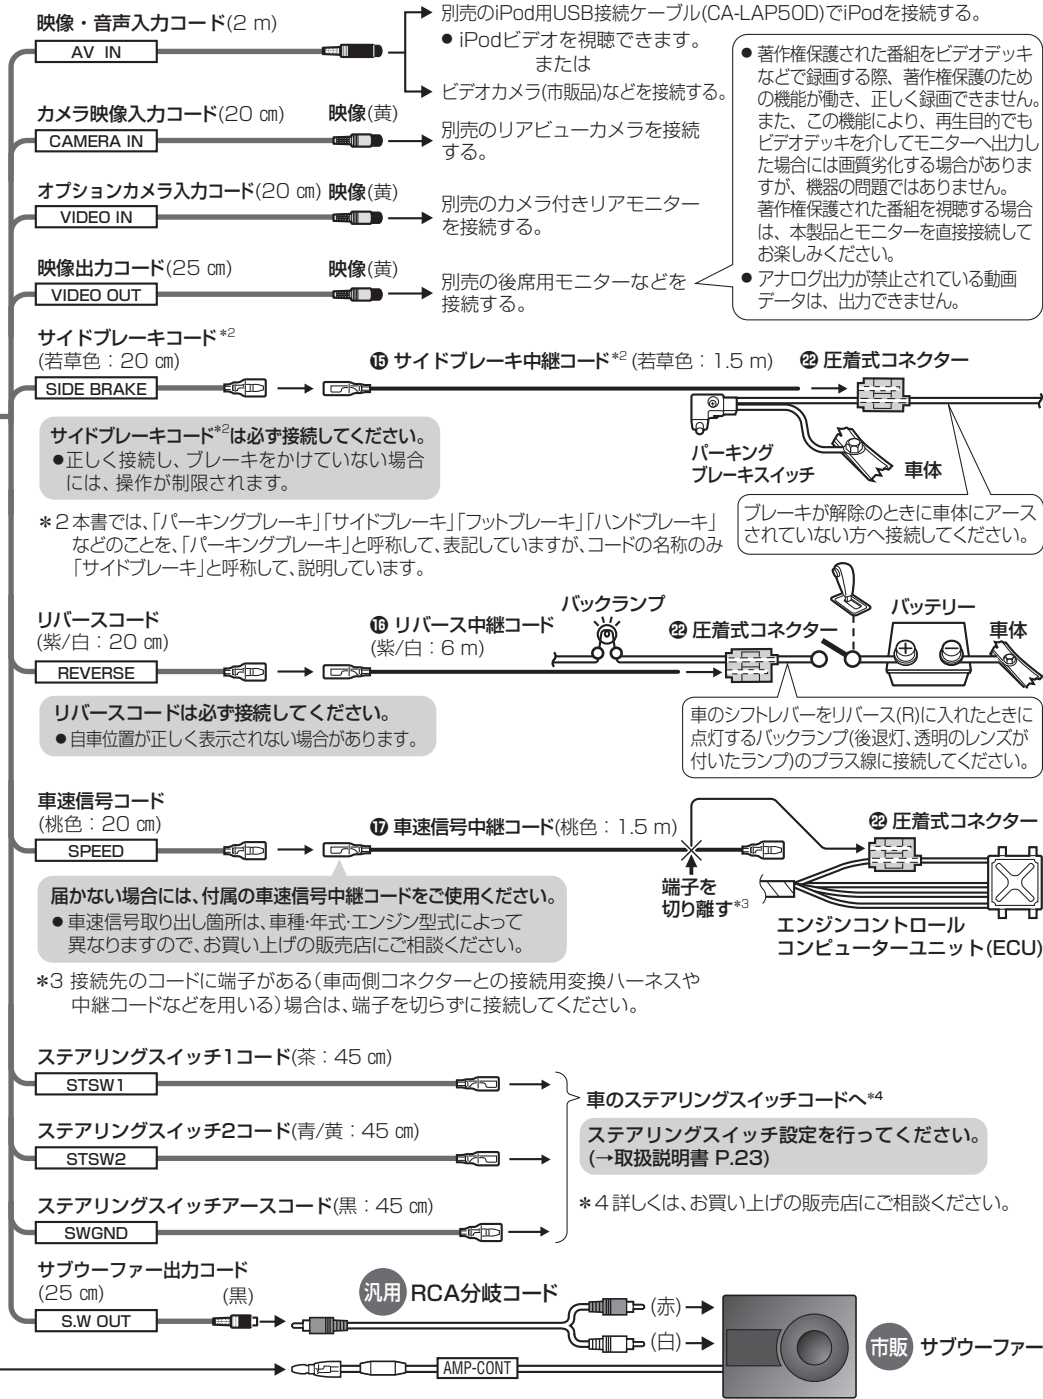 映像・音声入力コード(2 m)
AV IN
別売のiPod用USB接続ケーブル(CA-LAP50D)でiPodを接続する。
● iPodビデオを視聴できます。
または
ビデオカメラ(市販品)などを接続する。
カメラ映像入力コード(20 ㎝)
映像(黄)
CAMERA IN
別売のリアビューカメラを接続
する。
オプションカメラ入力コード(20 ㎝)
映像(黄)
VIDEO IN
別売のカメラ付きリアモニター
を接続する。
映像出力コード(25 ㎝)
映像(黄)
VIDEO OUT
別売の後席用モニターなどを
接続する。
● 著作権保護された番組をビデオデッキ
などで録画する際、著作権保護のため
の機能が働き、正しく録画できません。
また、この機能により、再生目的でも
ビデオデッキを介してモニターへ出力し
た場合には画質劣化する場合がありま
すが、機器の問題ではありません。
著作権保護された番組を視聴する場合
は、本製品とモニターを直接接続して
お楽しみください。
● アナログ出力が禁止されている動画
データは、出力できません。
サイドブレーキコード*2
(若草色：20 ㎝)
SIDE BRAKE
⓯ サイドブレーキ中継コード*2 (若草色：1.5 m)
㉒ 圧着式コネクター
サイドブレーキコード*2は必ず接続してください。
●正しく接続し、ブレーキをかけていない場合
には、操作が制限されます。
パーキング
ブレーキスイッチ
車体
ブレーキが解除のときに車体にアース
されていない方へ接続してください。
*2 本書では、「パーキングブレーキ」「サイドブレーキ」「フットブレーキ」「ハンドブレーキ」
などのことを、「パーキングブレーキ」と呼称して、表記していますが、コードの名称のみ
「サイドブレーキ」と呼称して、説明しています。
リバースコード
(紫/白：20 ㎝)
REVERSE
⓰ リバース中継コード
(紫/白：6 m)
バックランプ
㉒ 圧着式コネクター
バッテリー
車体
リバースコードは必ず接続してください。
● 自車位置が正しく表示されない場合があります。
車のシフトレバーをリバース(R)に入れたときに
点灯するバックランプ(後退灯、透明のレンズが
付いたランプ)のプラス線に接続してください。
車速信号コード
(桃色：20 ㎝)
SPEED
⓱ 車速信号中継コード(桃色：1.5 m)
㉒ 圧着式コネクター
端子を
切り離す*3
エンジンコントロール
コンピューターユニット(ECU)
届かない場合には、付属の車速信号中継コードをご使用ください。
● 車速信号取り出し箇所は、車種・年式・エンジン型式によって
異なりますので、お買い上げの販売店にご相談ください。
*3 接続先のコードに端子がある(車両側コネクターとの接続用変換ハーネスや
中継コードなどを用いる)場合は、端子を切らずに接続してください。
ステアリングスイッチ1コード(茶：45 ㎝)
STSW1
ステアリングスイッチ2コード(青/黄：45 ㎝)
STSW2
ステアリングスイッチアースコード(黒：45 ㎝)
SWGND
車のステアリングスイッチコードへ*4
ステアリングスイッチ設定を行ってください。
(→取扱説明書 P.23)
*4 詳しくは、お買い上げの販売店にご相談ください。
サブウーファー出力コード
(25 ㎝)
(黒)
S.W OUT
汎用 RCA分岐コード
(赤)
(白)
AMP-CONT
市販 サブウーファー